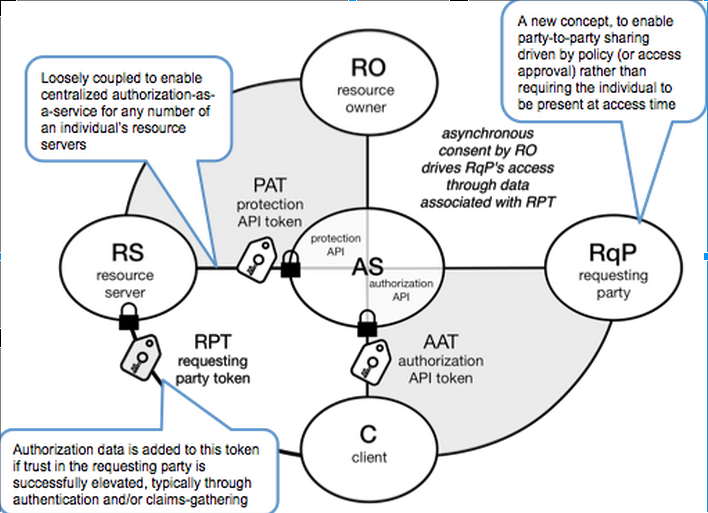 A new concept, to enable
party-to-party sharing
driven by policy (or access
approval) rather than
requiring the individual to
be present at access time
Loosely coupled to enable
centralized authorization-as-
a-service for any number of
an individual's resource
servers
RO
resource
owner
asynchronous
consent by RO
drives RqP's access
through data
associated with RPT
PAT
protection
API token
protection
API
AS
authorization
API
RS
resource
server
RqP
requesting
party
RPT
requesting
party token
AAT
authorization
API token
C
client
Authorization data is added to this token
if trust in the requesting party is
successfully elevated, typically through
authentication and/or claims-gathering